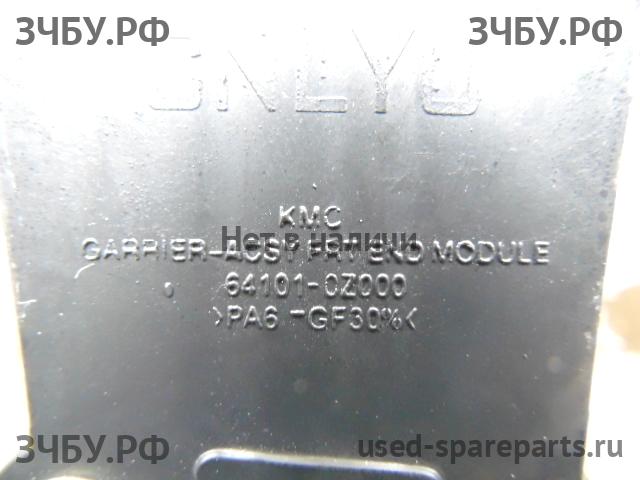 ЗЧБУ.РФ ЗЧБУ.РФ
KMC
Нет в наличи
CARRIER-ASSY FRT END MODULE
64101-0Z000
>PA6 -GF30%<
ЗЧБУ.РФ used-spareparts.ru